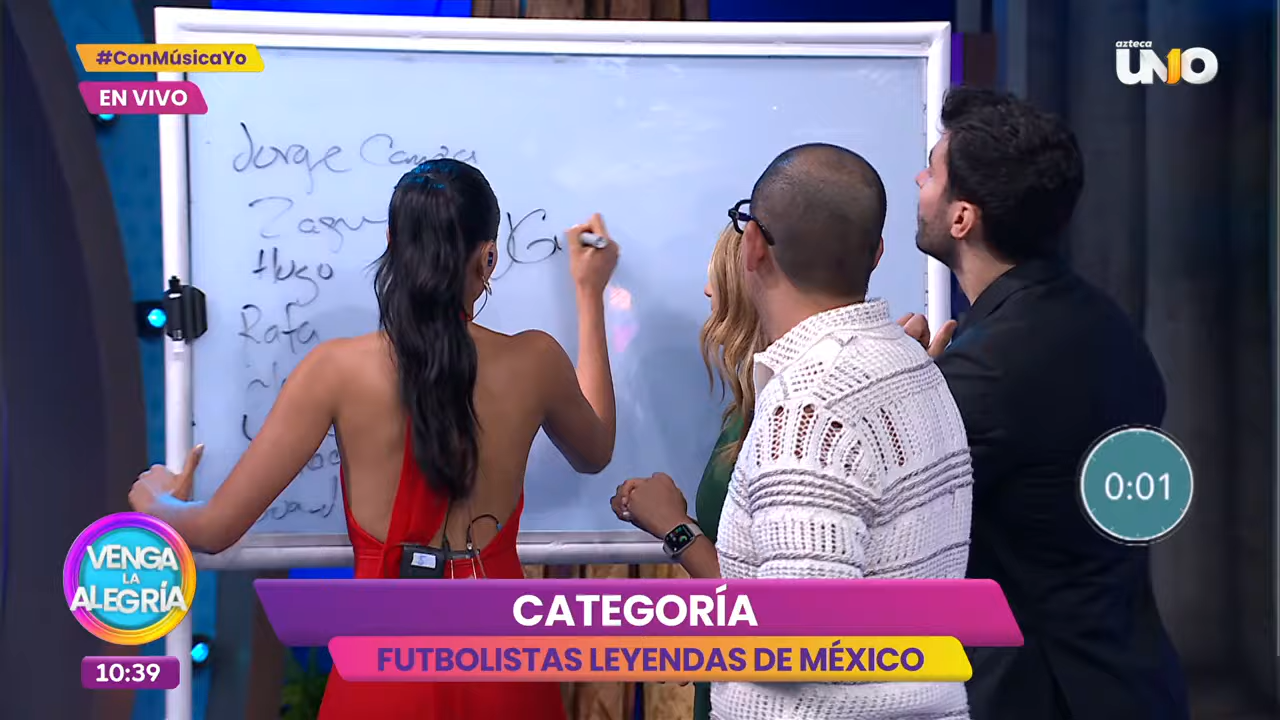 #ConMúsicaYo
EN VIVO
azteca
UNO
Jorge
Zague
Hugo
Rafa
0:01
VENGA
LA
ALEGRÍA
10:39
CATEGORÍA
FUTBOLISTAS LEYENDAS DE MÉXICO